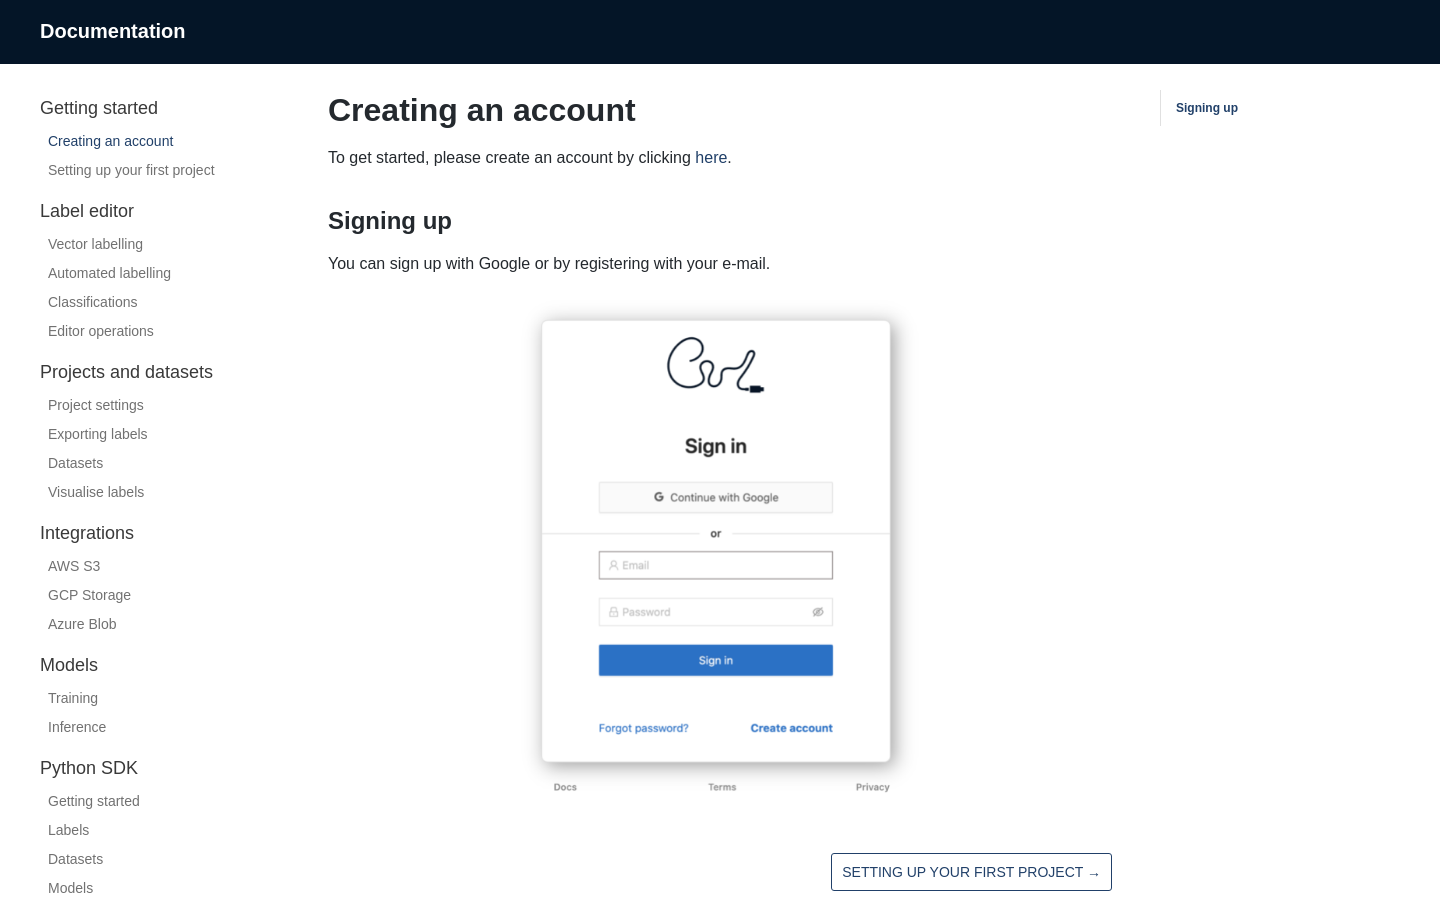 Documentation
Getting started
Creating an account
Setting up your first project
Label editor
Vector labelling
Automated labelling
Classifications
Editor operations
Projects and datasets
Project settings
Exporting labels
Datasets
Visualise labels
Integrations
AWS S3
GCP Storage
Azure Blob
Models
Training
Inference
Python SDK
Getting started
Labels
Datasets
Models
Creating an account
To get started, please create an account by clicking here.
Signing up
You can sign up with Google or by registering with your e-mail.
Sign in
G Continue with Google
or
Email
Password
Sign in
Forgot password? Create account
Docs Terms Privacy
SETTING UP YOUR FIRST PROJECT →
Signing up